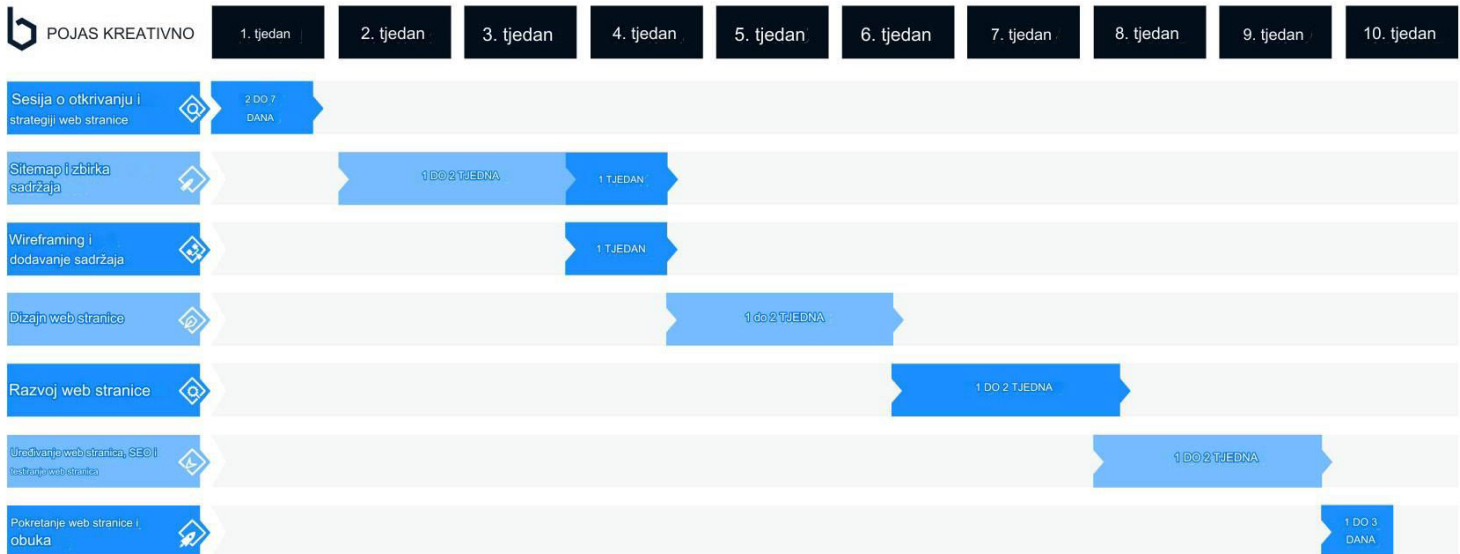 POJAS KREATIVNO
1. tjedan
2. tjedan
3. tjedan
4. tjedan
5. tjedan
6. tjedan
7. tjedan
8. tjedan
9. tjedan
10. tjedan
Sesija o otkrivanju i
strategiji web stranice
2 DO 7
DANA
Sitemap i zbirka
sadržaja
1 DO 2 TJEDNA
1 TJEDAN
Wireframing i
dodavanje sadržaja
1 TJEDAN
Dizajn web stranice
1 do 2 TJEDNA
Razvoj web stranice
1 DO 2 TJEDNA
Uređivanje web stranica, SEO i
testiranje web stranica
1 DO 2 TJEDNA
Pokretanje web stranice i
obuka
1 DO 3
DANA